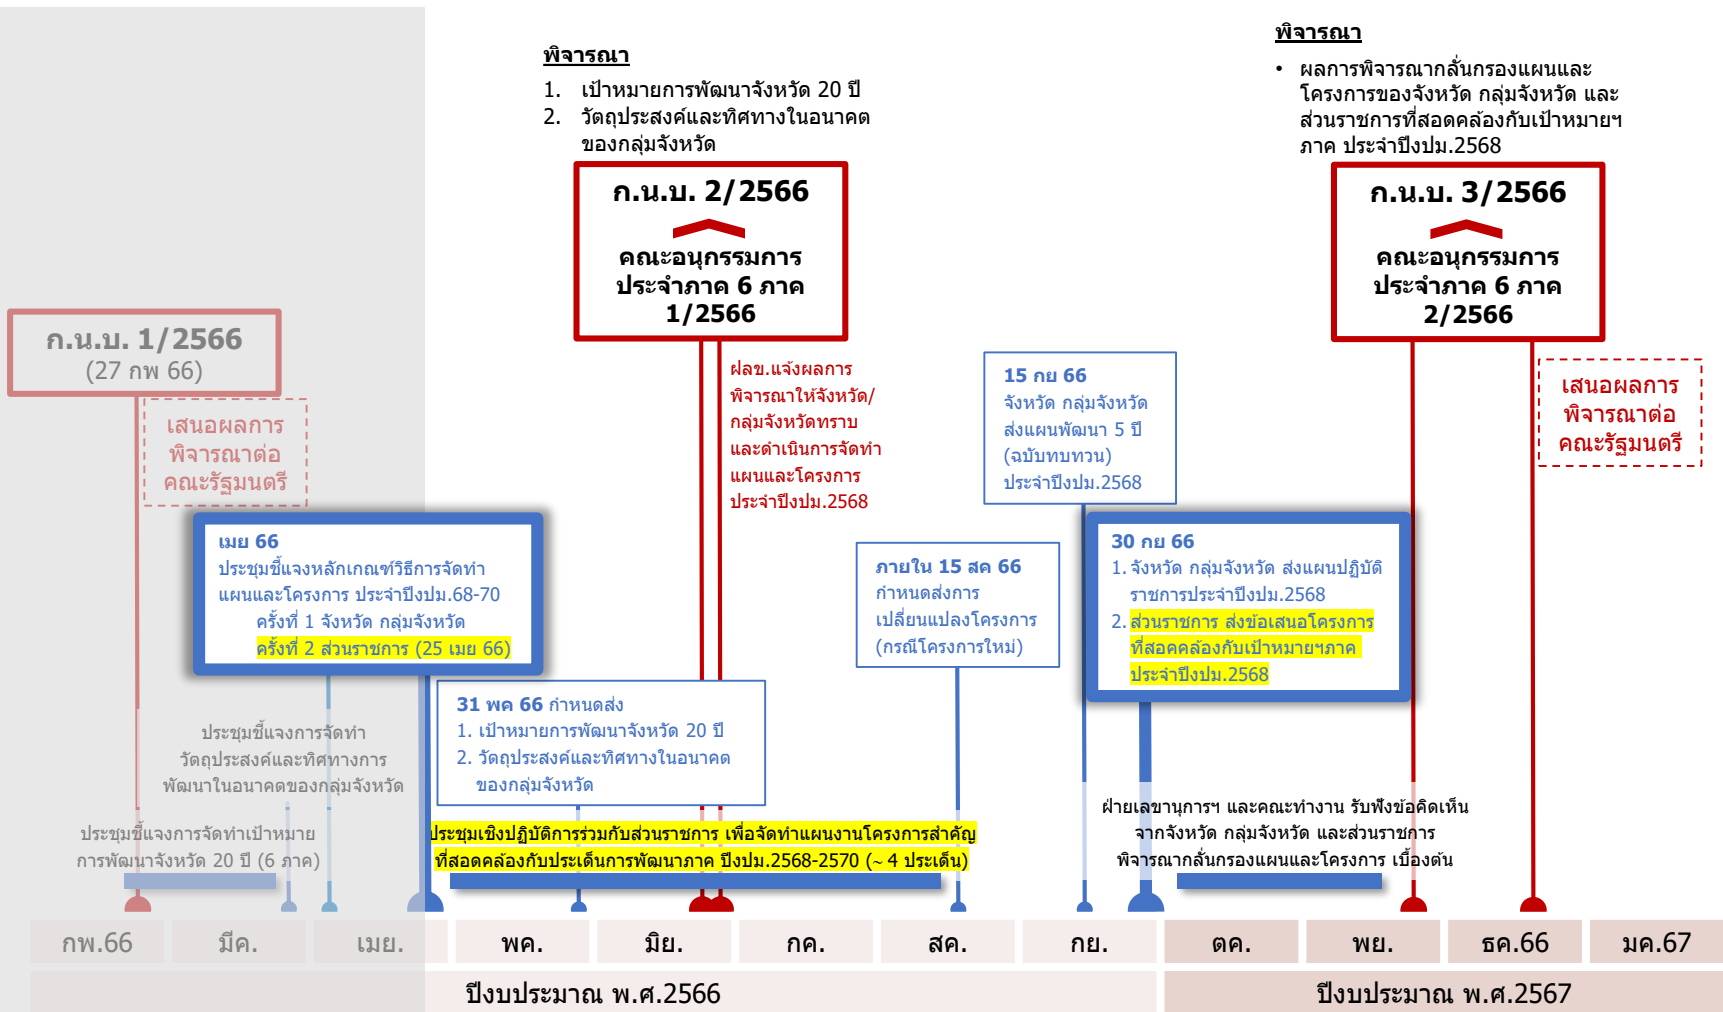 พิจารณา
1. เป้าหมายการพัฒนาจังหวัด 20 ปี
2. วัตถุประสงค์และทิศทางในอนาคต
ของกลุ่มจังหวัด
ก.น.บ. 2/2566
คณะอนุกรรมการ
ประจำภาค 6 ภาค
1/2566
พิจารณา
• ผลการพิจารณากลั่นกรองแผนและ
โครงการของจังหวัด กลุ่มจังหวัด และ
ส่วนราชการที่สอดคล้องกับเป้าหมายฯ
ภาค ประจำปีงปม.2568
ก.น.บ. 3/2566
คณะอนุกรรมการ
ประจำภาค 6 ภาค
2/2566
ก.น.บ. 1/2566
(27 กพ 66)
เสนอผลการ
พิจารณาต่อ
คณะรัฐมนตรี
ฝลข.แจ้งผลการ
พิจารณาให้จังหวัด/
กลุ่มจังหวัดทราบ
และดำเนินการจัดทำ
แผนและโครงการ
ประจำปีงปม.2568
15 กย 66
จังหวัด กลุ่มจังหวัด
ส่งแผนพัฒนา 5 ปี
(ฉบับทบทวน)
ประจำปีงปม.2568
เสนอผลการ
พิจารณาต่อ
คณะรัฐมนตรี
เมย 66
ประชุมชี้แจงหลักเกณฑ์วิธีการจัดทำ
แผนและโครงการ ประจำปีงปม.68-70
ครั้งที่ 1 จังหวัด กลุ่มจังหวัด
ครั้งที่ 2 ส่วนราชการ (25 เมย 66)
ภายใน 15 สค 66
กำหนดส่งการ
เปลี่ยนแปลงโครงการ
(กรณีโครงการใหม่)
30 กย 66
1. จังหวัด กลุ่มจังหวัด ส่งแผนปฏิบัติ
ราชการประจำปีงปม.2568
2. ส่วนราชการ ส่งข้อเสนอโครงการ
ที่สอคคล้องกับเป้าหมายฯภาค
ประจำปีงปม.2568
31 พค 66 กำหนดส่ง
1. เป้าหมายการพัฒนาจังหวัด 20 ปี
2. วัตถุประสงค์และทิศทางในอนาคต
ของกลุ่มจังหวัด
ประชุมชี้แจงการจัดทำ
วัตถุประสงค์และทิศทางการ
พัฒนาในอนาคตของกลุ่มจังหวัด
ประชุมชี้แจงการจัดทำเป้าหมาย
การพัฒนาจังหวัด 20 ปี (6 ภาค)
ประชุมเชิงปฏิบัติการร่วมกับส่วนราชการ เพื่อจัดทำแผนงานโครงการสำคัญ
ที่สอดคล้องกับประเด็นการพัฒนาภาค ปีงปม.2568-2570 (~ 4 ประเด็น)
ฝ่ายเลขานุการฯ และคณะทำงาน รับฟังข้อคิดเห็น
จากจังหวัด กลุ่มจังหวัด และส่วนราชการ
พิจารณากลั่นกรองแผนและโครงการ เบื้องต้น
กพ.66 มีค. เมย. พค. มิย. กค. สค. กย. ตค. พย. ธค.66 มค.67
ปีงบประมาณ พ.ศ.2566 ปีงบประมาณ พ.ศ.2567